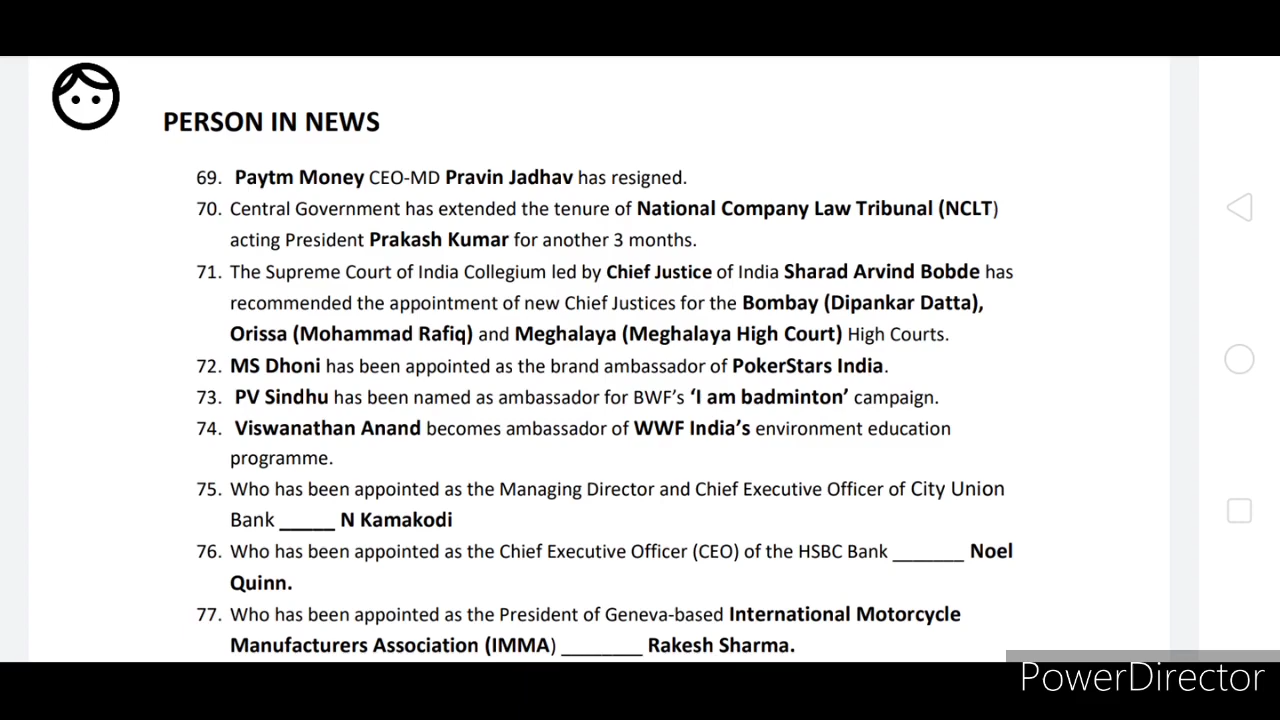 PERSON IN NEWS
69. Paytm Money CEO-MD Pravin Jadhav has resigned.
70. Central Government has extended the tenure of National Company Law Tribunal (NCLT)
acting President Prakash Kumar for another 3 months.
71. The Supreme Court of India Collegium led by Chief Justice of India Sharad Arvind Bobde has
recommended the appointment of new Chief Justices for the Bombay (Dipankar Datta),
Orissa (Mohammad Rafiq) and Meghalaya (Meghalaya High Court) High Courts.
72. MS Dhoni has been appointed as the brand ambassador of PokerStars India.
73. PV Sindhu has been named as ambassador for BWF’s ‘I am badminton’ campaign.
74. Viswanathan Anand becomes ambassador of WWF India’s environment education
programme.
75. Who has been appointed as the Managing Director and Chief Executive Officer of City Union
Bank _____ N Kamakodi
76. Who has been appointed as the Chief Executive Officer (CEO) of the HSBC Bank _______ Noel
Quinn.
77. Who has been appointed as the President of Geneva-based International Motorcycle
Manufacturers Association (IMMA) ________ Rakesh Sharma.
PowerDirector